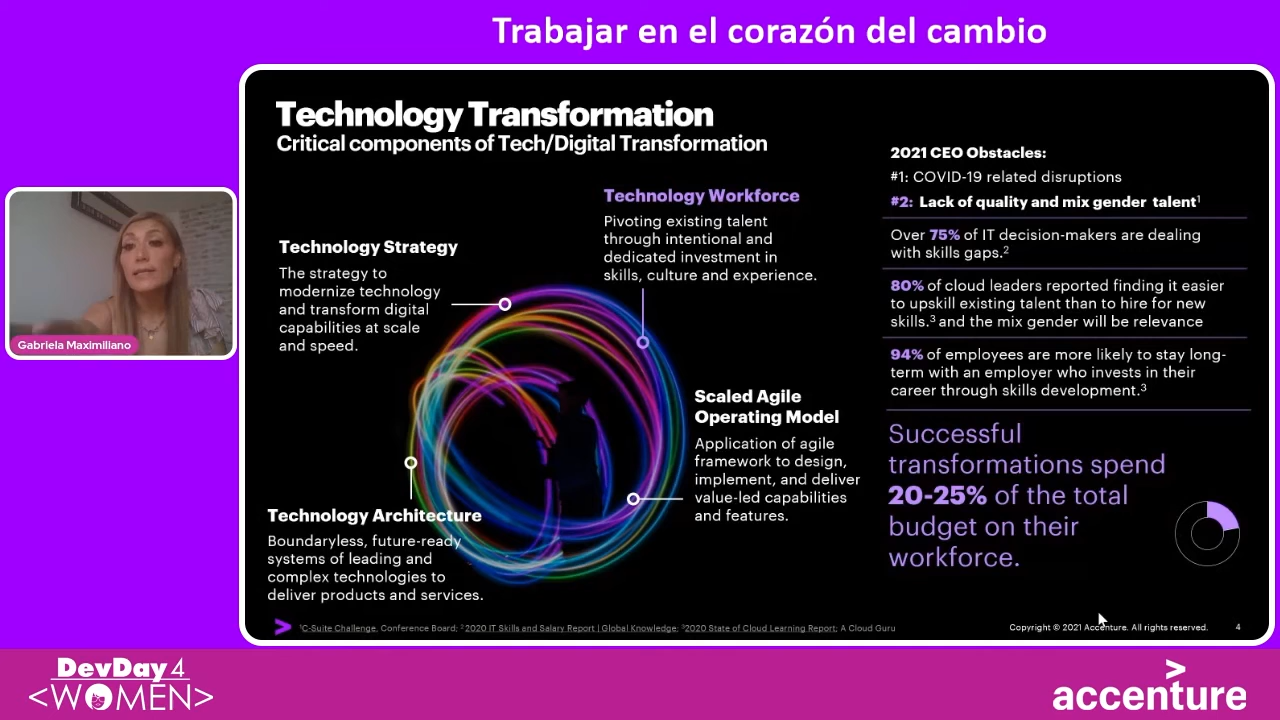 Trabajar en el corazón del cambio
Technology Transformation
Critical components of Tech/Digital Transformation
Technology Strategy
The strategy to
modernize technology
and transform digital
capabilities at scale
and speed.
Technology Workforce
Pivoting existing talent
through intentional and
dedicated investment in
skills, culture and experience.
Scaled Agile
Operating Model
Application of agile
framework to design,
implement, and deliver
value-led capabilities
and features.
Technology Architecture
Boundaryless, future-ready
systems of leading and
complex technologies to
deliver products and services.
2021 CEO Obstacles:
#1: COVID-19 related disruptions
#2: Lack of quality and mix gender talent¹
Over 75% of IT decision-makers are dealing
with skills gaps.²
80% of cloud leaders reported finding it easier
to upskill existing talent than to hire for new
skills.³ and the mix gender will be relevance
94% of employees are more likely to stay long-
term with an employer who invests in their
career through skills development.³
Successful
transformations spend
20-25% of the total
budget on their
workforce.
¹C-Suite Challenge, Conference Board; ²2020 IT Skills and Salary Report | Global Knowledge; ³2020 State of Cloud Learning Report; A Cloud Guru
Copyright © 2021 Accenture. All rights reserved. 4
Gabriela Maximiliano
DevDay 4
<WOMEN>
accenture